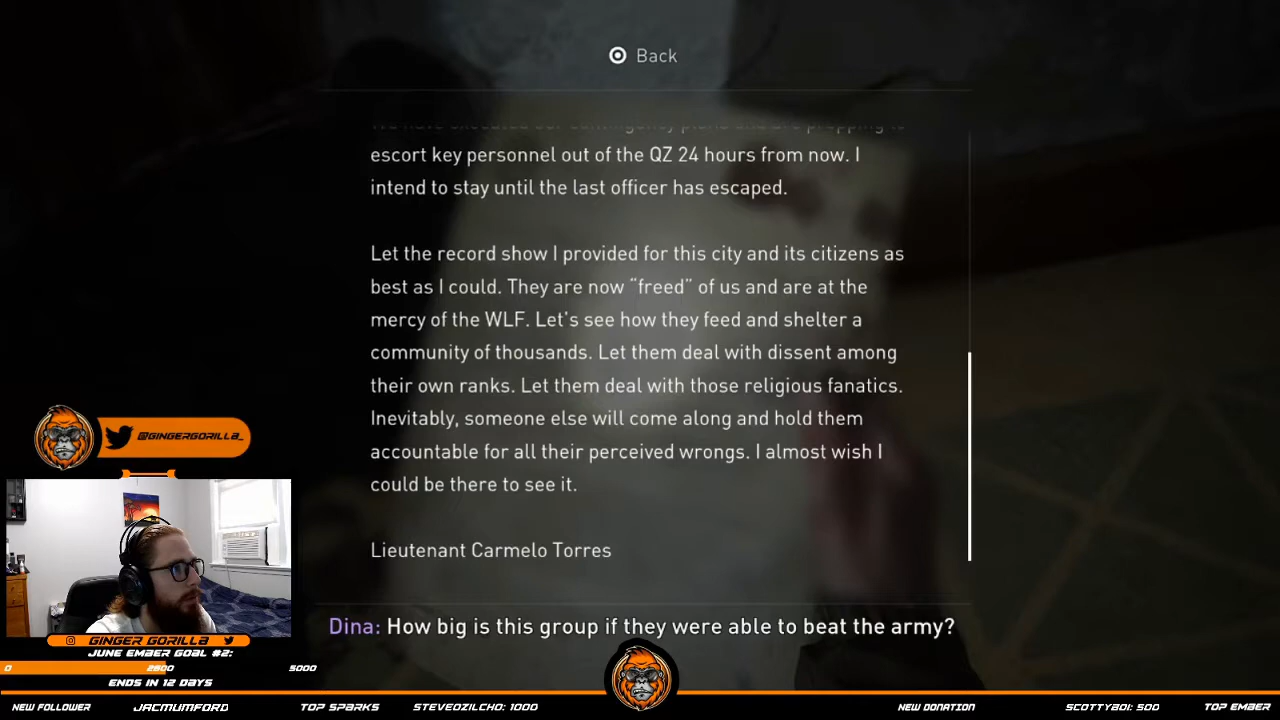 Back
escort key personnel out of the QZ 24 hours from now. I
intend to stay until the last officer has escaped.
Let the record show I provided for this city and its citizens as
best as I could. They are now “freed” of us and are at the
mercy of the WLF. Let's see how they feed and shelter a
community of thousands. Let them deal with dissent among
their own ranks. Let them deal with those religious fanatics.
Inevitably, someone else will come along and hold them
accountable for all their perceived wrongs. I almost wish I
could be there to see it.
Lieutenant Carmelo Torres
Dina: How big is this group if they were able to beat the army?
@GINGERGORILLA_
GINGER GORILLA
JUNE EMBER GOAL #2:
0 2600 5000
ENDS IN 12 DAYS
NEW FOLLOWER JACMUMFORD TOP SPARKS STEVEOZILCHO: 1000 NEW DONATION SCOTTYBOI: 500 TOP EMBER